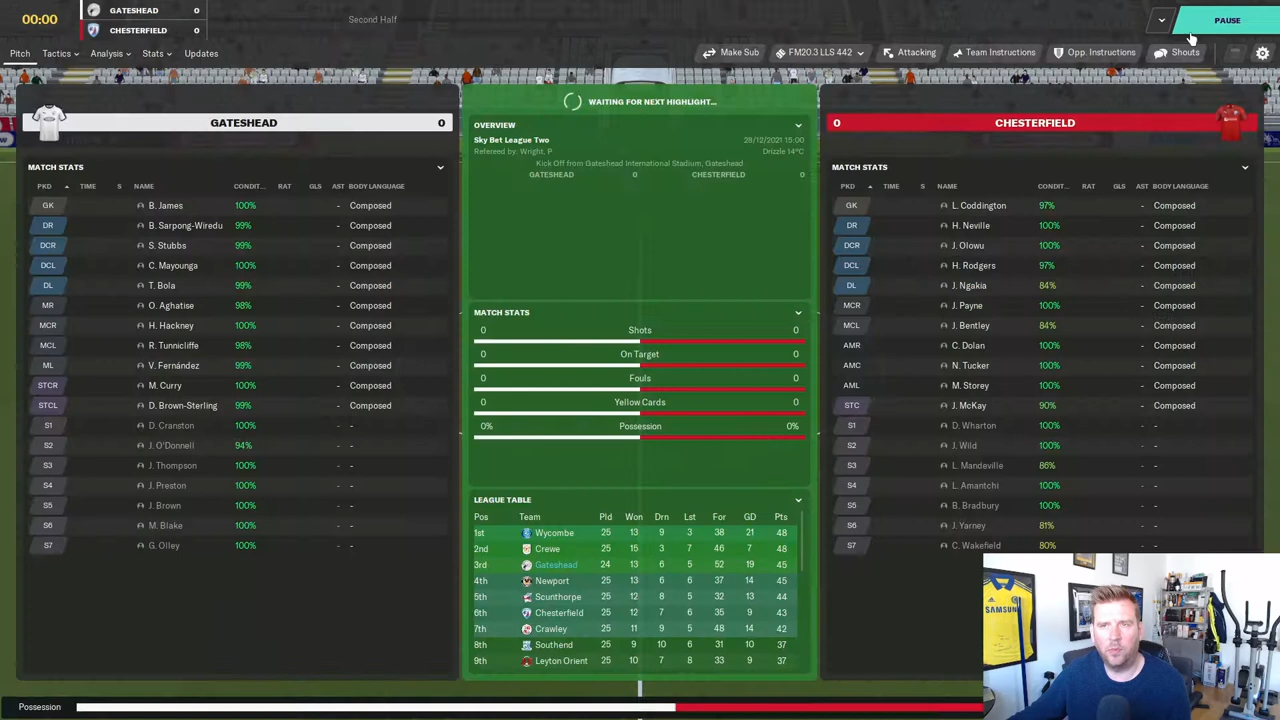 00:00
GATESHEAD 0
CHESTERFIELD 0
Second Half
PAUSE
Pitch Tactics Analysis Stats Updates
Make Sub FM20.3 LLS 442 Attacking Team Instructions Opp. Instructions Shouts
GATESHEAD 0
MATCH STATS
PKD TIME S NAME CONDIT... RAT GLS AST BODY LANGUAGE
GK B. James 100% - Composed
DR B. Sarpong-Wiredu 99% - Composed
DCR S. Stubbs 99% - Composed
DCL C. Mayounga 100% - Composed
DL T. Bola 99% - Composed
MR O. Aghatise 98% - Composed
MCR H. Hackney 100% - Composed
MCL R. Tunnicliffe 98% - Composed
ML V. Fernández 99% - Composed
STCR M. Curry 100% - Composed
STCL D. Brown-Sterling 99% - Composed
S1 D. Cranston 100% - -
S2 J. O'Donnell 94% - -
S3 J. Thompson 100% - -
S4 J. Preston 100% - -
S5 J. Brown 100% - -
S6 M. Blake 100% - -
S7 G. Olley 100% - -
WAITING FOR NEXT HIGHLIGHT...
OVERVIEW
Sky Bet League Two 28/12/2021 15:00
Refereed by: Wright, P Drizzle 14°C
Kick Off from Gateshead International Stadium, Gateshead
GATESHEAD 0 CHESTERFIELD 0
MATCH STATS
0 Shots 0
0 On Target 0
0 Fouls 0
0 Yellow Cards 0
0% Possession 0%
LEAGUE TABLE
Pos Team Pld Won Drn Lst For GD Pts
1st Wycombe 25 13 9 3 38 21 48
2nd Crewe 25 15 3 7 46 7 48
3rd Gateshead 24 13 6 5 52 19 45
4th Newport 25 13 6 6 37 14 45
5th Scunthorpe 25 12 8 5 32 13 44
6th Chesterfield 25 12 7 6 35 9 43
7th Crawley 25 11 9 5 48 14 42
8th Southend 25 9 10 6 31 10 37
9th Leyton Orient 25 10 7 8 33 9 37
0 CHESTERFIELD
MATCH STATS
PKD TIME S NAME CONDIT... RAT GLS AST BODY LANGUAGE
GK L. Coddington 97% - Composed
DR H. Neville 100% - Composed
DCR J. Olowu 100% - Composed
DCL H. Rodgers 97% - Composed
DL J. Ngakia 84% - Composed
MCR J. Payne 100% - Composed
MCL J. Bentley 84% - Composed
AMR C. Dolan 100% - Composed
AMC N. Tucker 100% - Composed
AML M. Storey 100% - Composed
STC J. McKay 90% - Composed
S1 D. Wharton 100% - -
S2 J. Wild 100% - -
S3 L. Mandeville 86% - -
S4 L. Amantchi 100% - -
S5 B. Bradbury 100% - -
S6 J. Yarney 81% - -
S7 C. Wakefield 80% - -
SAMSUNG
Possession